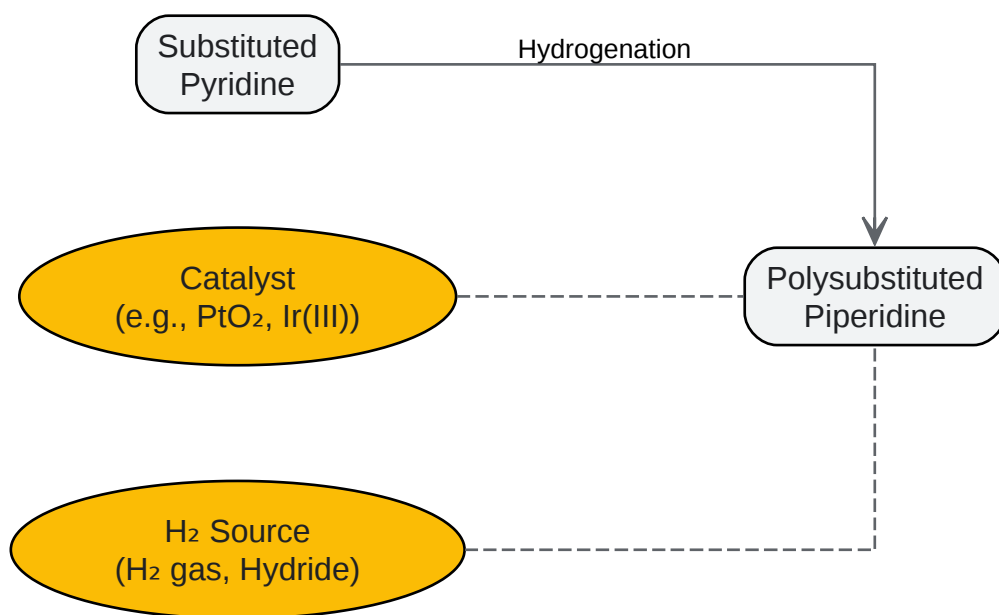 Substituted
Pyridine
Hydrogenation
Catalyst
(e.g., PtO₂, Ir(III))
Polysubstituted
Piperidine
H₂ Source
(H₂ gas, Hydride)